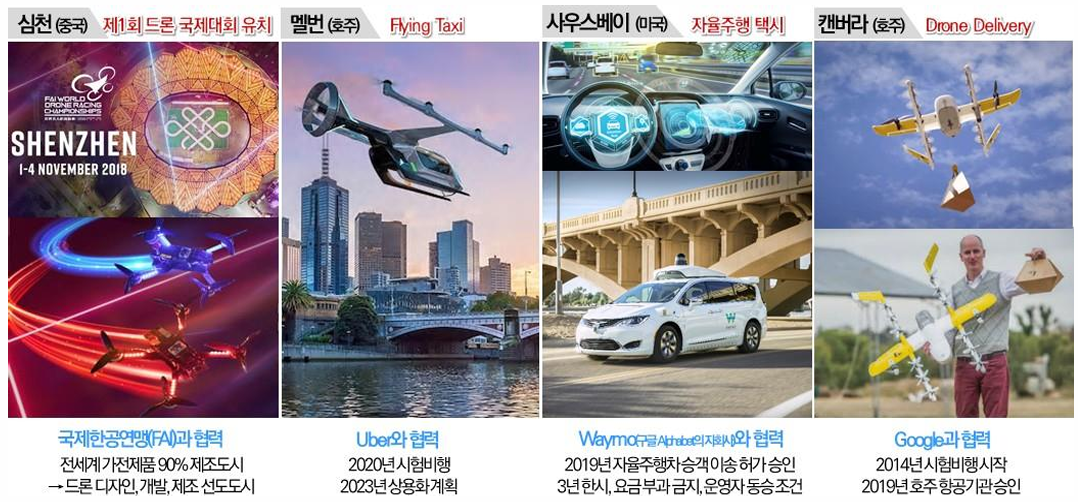 심천 (중국) 제1회 드론 국제대회 유치
FAI WORLD
DRONE RACING
CHAMPIONSHIPS
SHENZHEN
1-4 NOVEMBER 2018
국제한공연맹(FAI)과 협력
전세계 가전제품 90% 제조도시
→ 드론 디자인, 개발, 제조 선도도시
멜번 (호주) Flying Taxi
Uber와 협력
2020년 시험비행
2023년 상용화 계획
사우스베이 (미국) 자율주행 택시
Waymo(구글 Alphabet의 자회사)와 협력
2019년 자율주행차 승객 이송 허가 승인
3년 한시, 요금 부과 금지, 운영자 동승 조건
캔버라 (호주) Drone Delivery
Google과 협력
2014년 시험비행 시작
2019년 호주 항공기관 승인